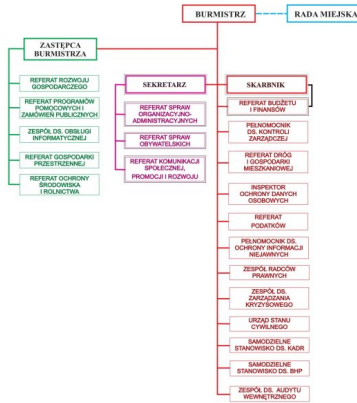 BURMISTRZ
RADA MIEJSKA
ZASTĘPCA
BURMISTRZA
REFERAT ROZWOJU
GOSPODARCZEGO
REFERAT PROGRAMÓW
POMOCOWYCH I
ZAMÓWIEŃ PUBLICZNYCH
ZESPÓŁ DS. OBSŁUGI
INFORMATYCZNEJ
REFERAT GOSPODARKI
PRZESTRZENNEJ
REFERAT OCHRONY
ŚRODOWISKA
I ROLNICTWA
SEKRETARZ
REFERAT SPRAW
ORGANIZACYJNO-
ADMINISTRACYJNYCH
REFERAT SPRAW
OBYWATELSKICH
REFERAT KOMUNIKACJI
SPOŁECZNEJ,
PROMOCJI I ROZWOJU
SKARBNIK
REFERAT BUDŻETU
I FINANSÓW
PEŁNOMOCNIK
DS. KONTROLI
ZARZĄDCZEJ
REFERAT DRÓG
I GOSPODARKI
MIESZKANIOWEJ
INSPEKTOR
OCHRONY DANYCH
OSOBOWYCH
REFERAT
PODATKÓW
PEŁNOMOCNIK DS.
OCHRONY INFORMACJI
NIEJAWNYCH
ZESPÓŁ RADCÓW
PRAWNYCH
ZESPÓŁ DS.
ZARZĄDZANIA
KRYZYSOWEGO
URZĄD STANU
CYWILNEGO
SAMODZIELNE
STANOWISKO DS. KADR
SAMODZIELNE
STANOWISKO DS. BHP
ZESPÓŁ DS. AUDYTU
WEWNĘTRZNEGO